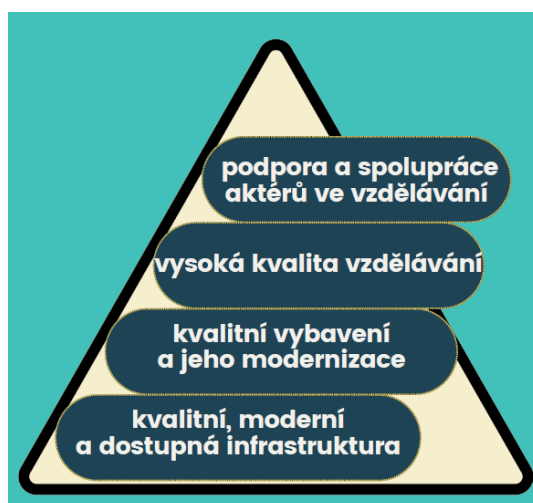 podpora a spolupráce
aktérů ve vzdělávání
vysoká kvalita vzdělávání
kvalitní vybavení
a jeho modernizace
kvalitní, moderní
a dostupná infrastruktura